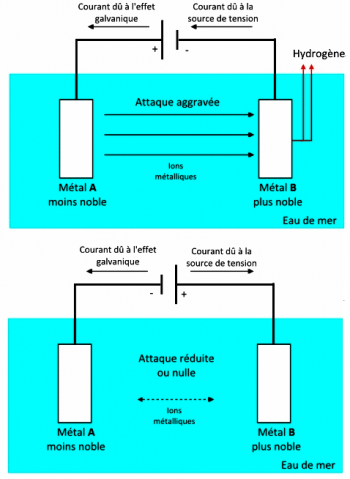 Courant dû à l'effet
galvanique
Courant dû à la
source de tension
+
-
Hydrogène
Attaque aggravée
Ions
métalliques
Métal A
moins noble
Métal B
plus noble
Eau de mer
Courant dû à l'effet
galvanique
Courant dû à la
source de tension
-
+
Attaque réduite
ou nulle
Ions
métalliques
Métal A
moins noble
Métal B
plus noble
Eau de mer